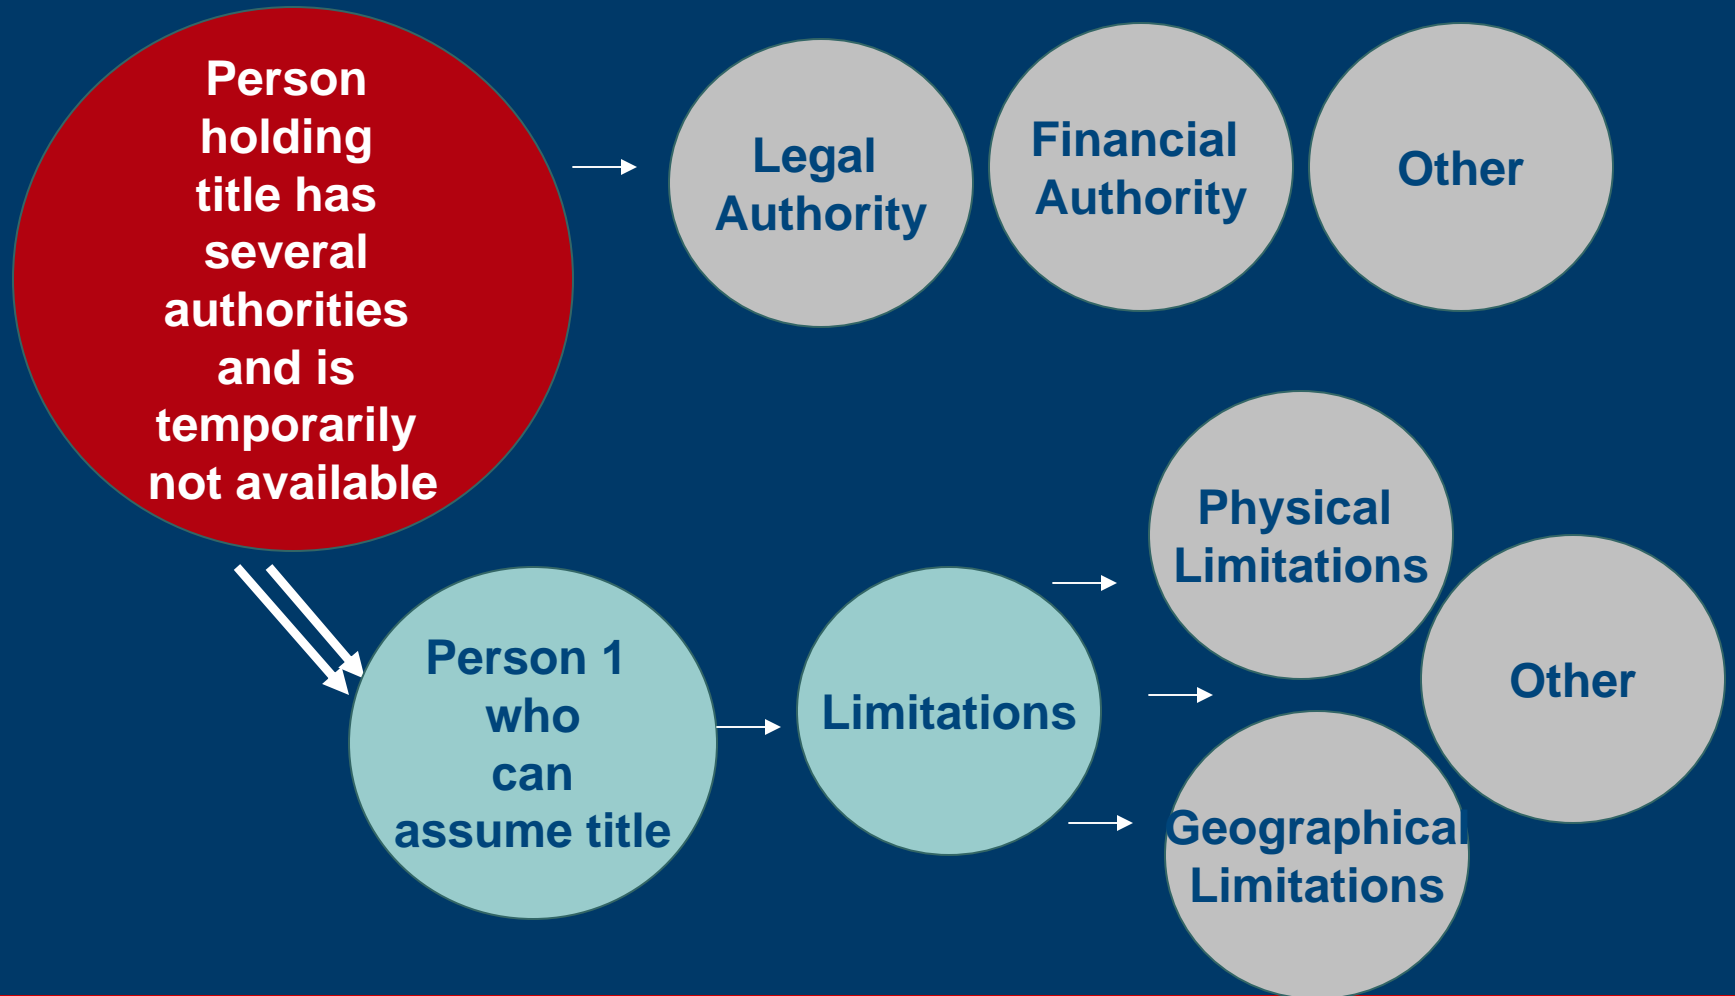 Person
holding
title has
several
authorities
and is
temporarily
not available
Legal
Authority
Financial
Authority
Other
Person 1
who
can
assume title
Limitations
Physical
Limitations
Other
Geographical
Limitations